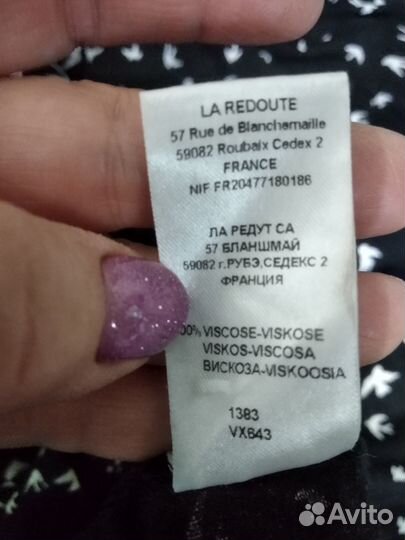 LA REDOUTE
57 Rue de Blanchemaille
59082 Roubaix Cedex 2
FRANCE
NIF FR20477180186
ЛА РЕДУТ СА
57 БЛАНШМАЙ
59082 г.РУБЭ,СЕДЕКС 2
ФРАНЦИЯ
00% VISCOSE-VISKOSE
VISKOS-VISCOSA
ВИСКОЗА-VISKOOSIA
1383
VX643
Avito